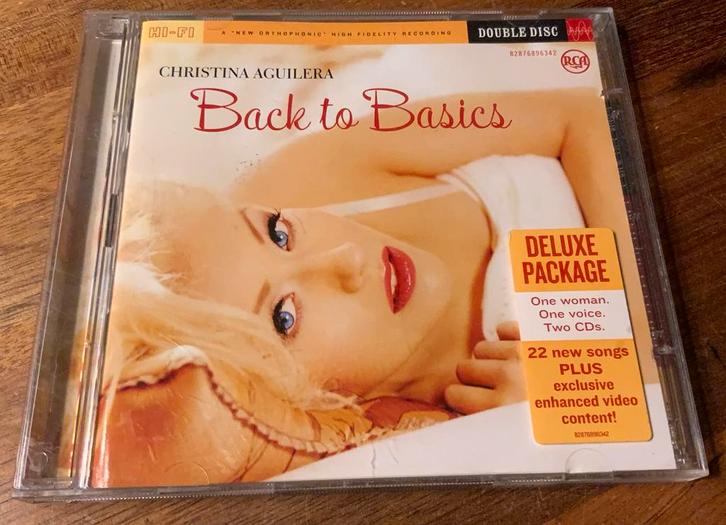 HI-FI
A "NEW ORTHOPHONIC" HIGH FIDELITY RECORDING
DOUBLE DISC
82876896342
RCA
CHRISTINA AGUILERA
Back to Basics
DELUXE
PACKAGE
One woman.
One voice.
Two CDs.
22 new songs
PLUS
exclusive
enhanced video
content!
82876896342